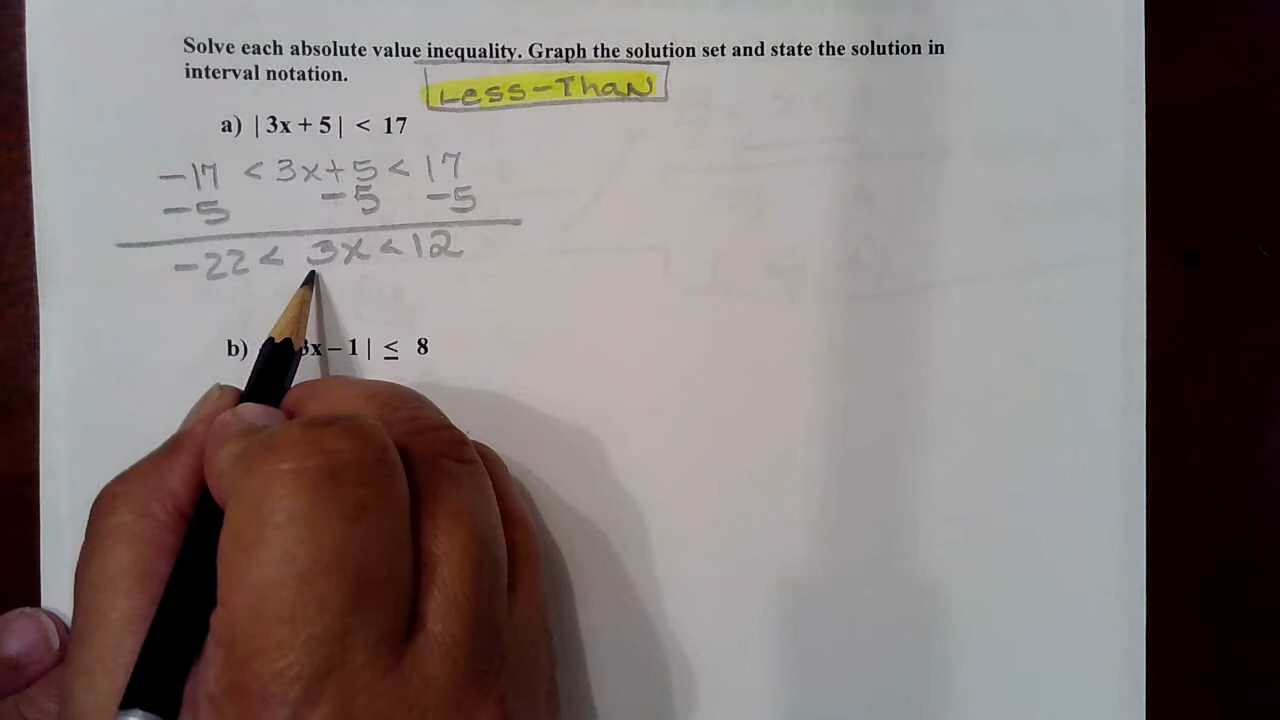 Solve each absolute value inequality. Graph the solution set and state the solution in
interval notation.
Less-Than
a) | 3x + 5 | < 17
-17 < 3x+5 < 17
-5 -5 -5
-22 < 3x < 12
b) 3x – 1 | ≤ 8